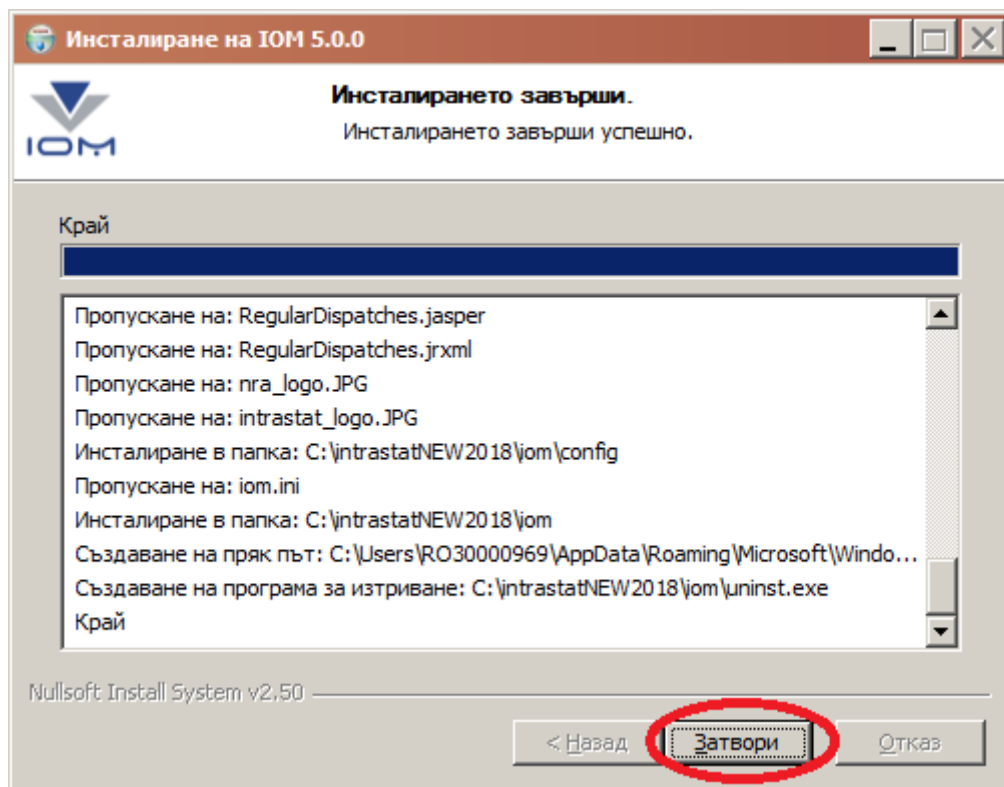 Инсталиране на IOM 5.0.0
IOM
Инсталирането завърши.
Инсталирането завърши успешно.
Край
Пропускане на: RegularDispatches.jasper
Пропускане на: RegularDispatches.jrxml
Пропускане на: nra_logo.JPG
Пропускане на: intrastat_logo.JPG
Инсталиране в папка: C:\intrastatNEW2018\iom\config
Пропускане на: iom.ini
Инсталиране в папка: C:\intrastatNEW2018\iom
Създаване на пряк път: C:\Users\RO30000969\AppData\Roaming\Microsoft\Windo...
Създаване на програма за изтриване: C:\intrastatNEW2018\iom\uninst.exe
Край
Nullsoft Install System v2.50
< Назад Затвори Отказ